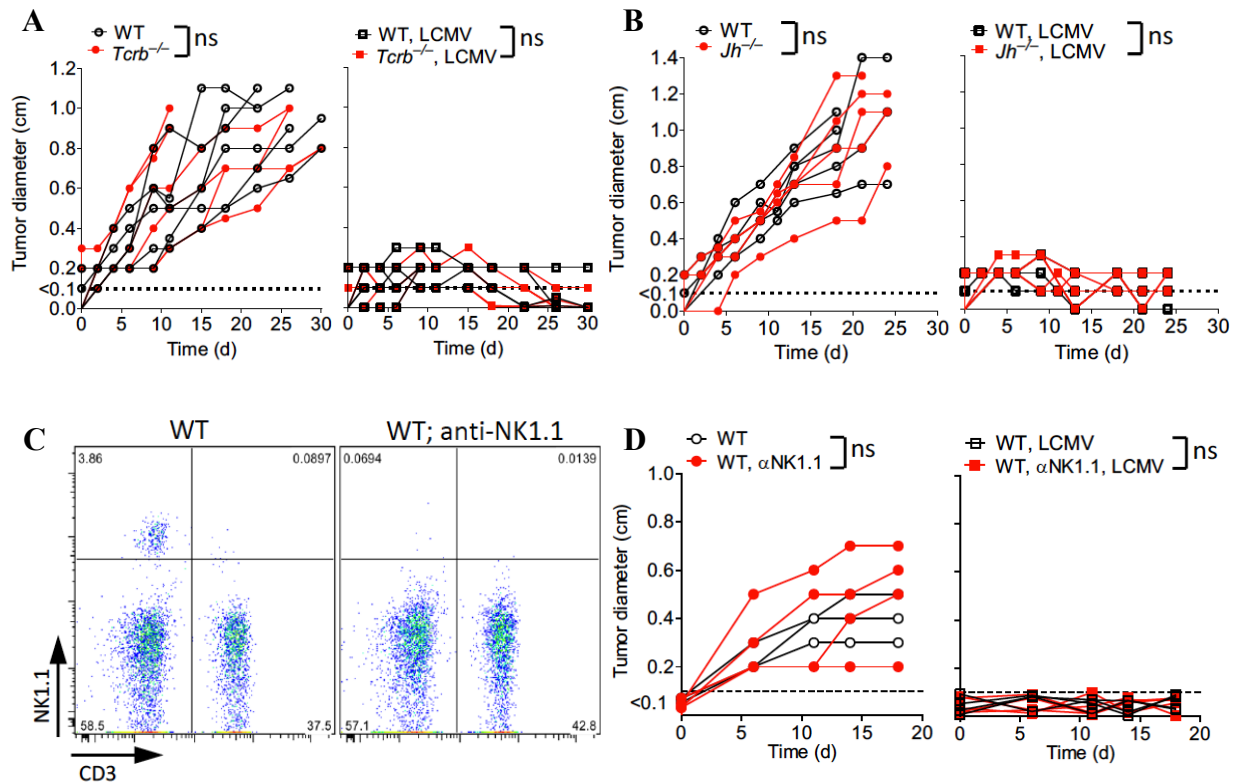 A
WT
Tcrb−/−
ns
WT, LCMV
Tcrb−/−, LCMV
ns
Tumor diameter (cm)
1.2
1.0
0.8
0.6
0.4
0.2
<0.1
0.0
0 5 10 15 20 25 30
Time (d)
0 5 10 15 20 25 30
Time (d)
B
WT
Jh−/−
ns
WT, LCMV
Jh−/−, LCMV
ns
Tumor diameter (cm)
1.4
1.2
1.0
0.8
0.6
0.4
0.2
<0.1
0.0
0 5 10 15 20 25 30
Time (d)
0 5 10 15 20 25 30
Time (d)
C
WT
WT; anti-NK1.1
3.86 0.0897
58.5 37.5
0.0694 0.0139
57.1 42.8
NK1.1
CD3
D
WT
WT, αNK1.1
ns
WT, LCMV
WT, αNK1.1, LCMV
ns
Tumor diameter (cm)
1.0
0.8
0.6
0.4
0.2
<0.1
0 5 10 15 20
Time (d)
0 5 10 15 20
Time (d)